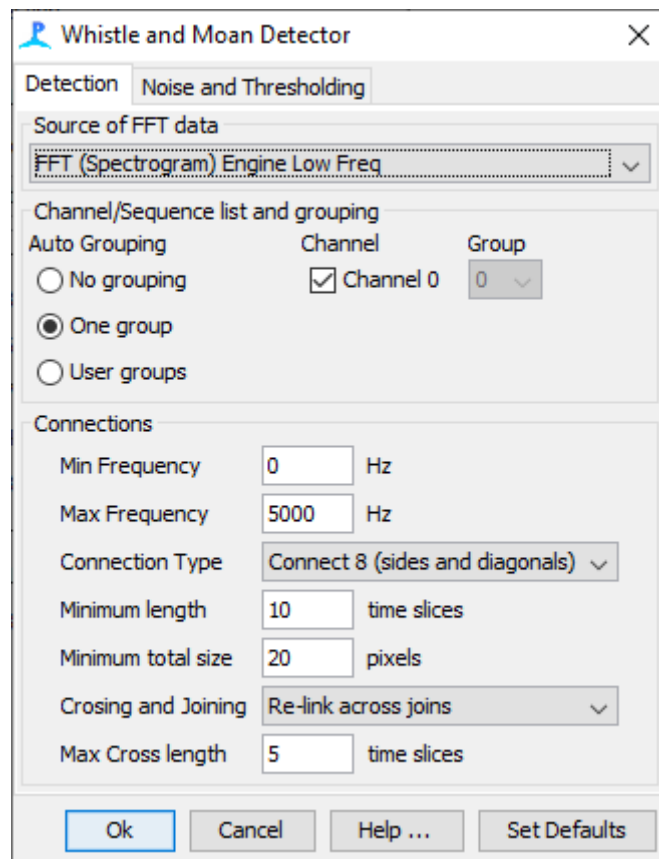 Whistle and Moan Detector
Detection Noise and Thresholding
Source of FFT data
FFT (Spectrogram) Engine Low Freq
Channel/Sequence list and grouping
Auto Grouping Channel Group
No grouping Channel 0 0
One group
User groups
Connections
Min Frequency 0 Hz
Max Frequency 5000 Hz
Connection Type Connect 8 (sides and diagonals)
Minimum length 10 time slices
Minimum total size 20 pixels
Crosing and Joining Re-link across joins
Max Cross length 5 time slices
Ok Cancel Help ... Set Defaults